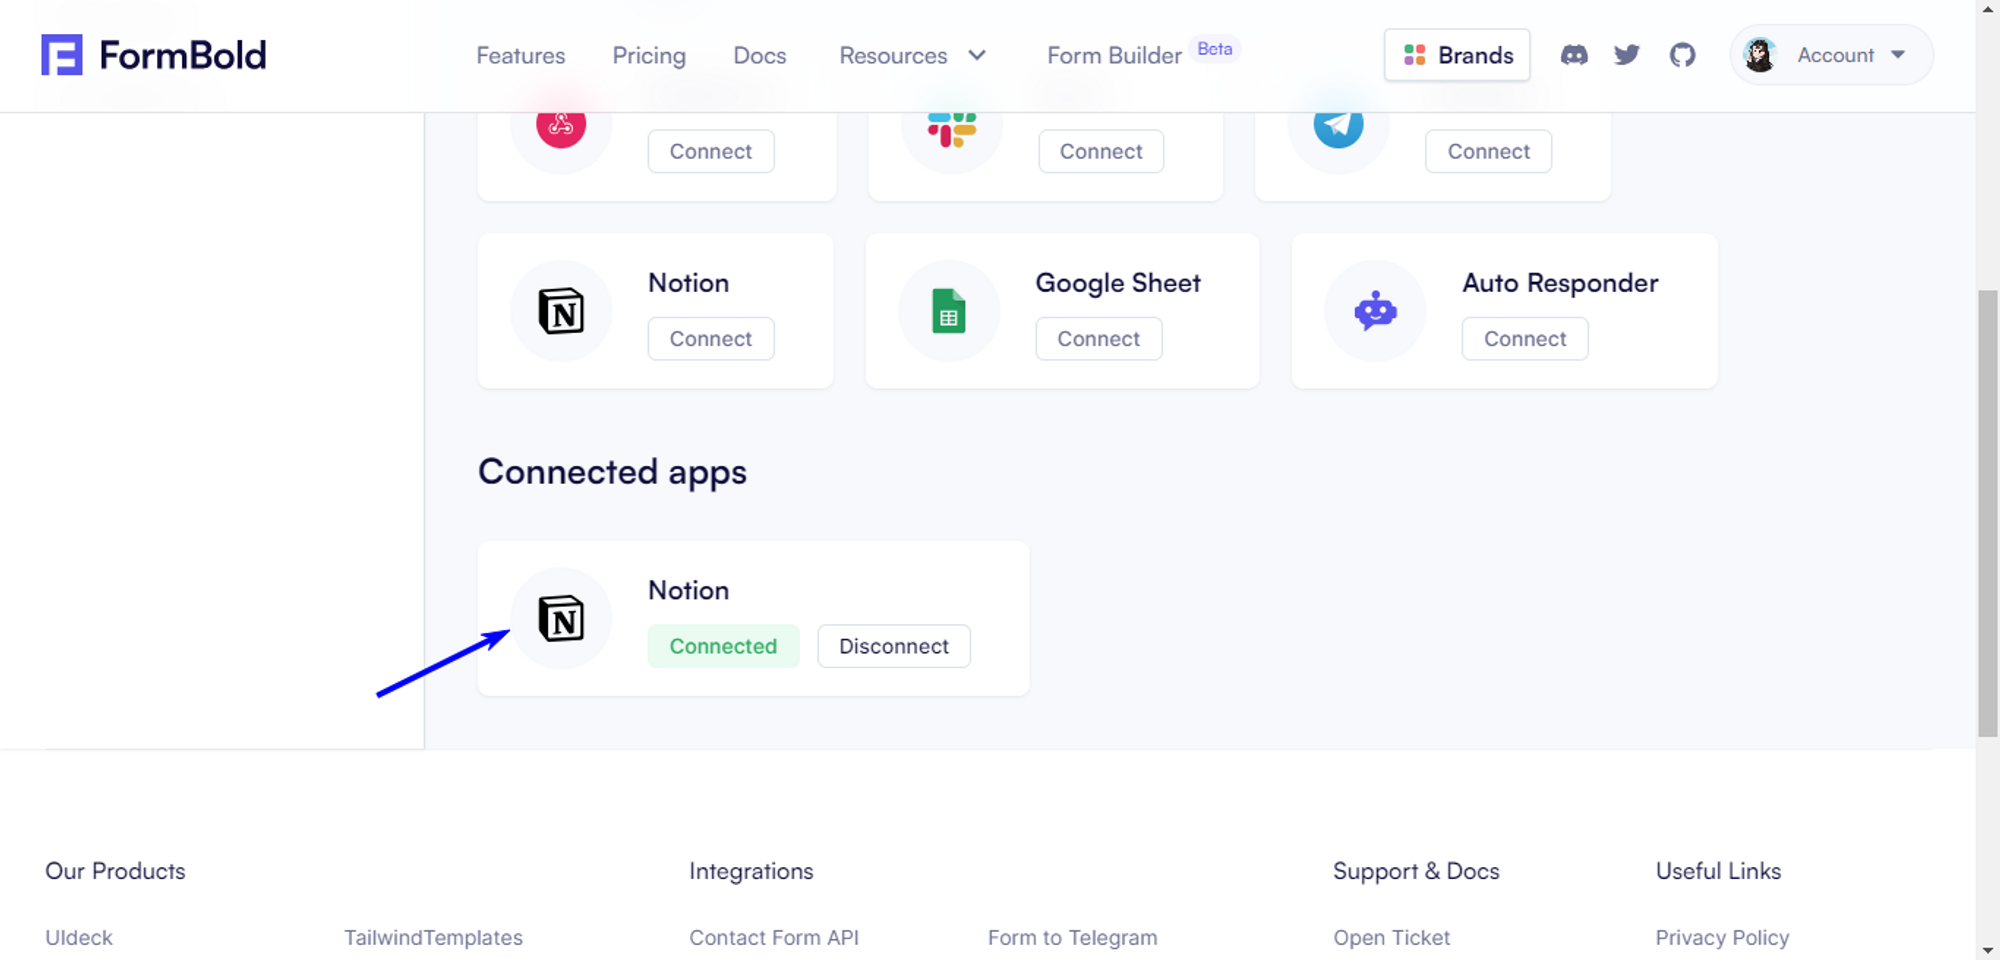 FormBold
Features Pricing Docs Resources Form Builder Beta Brands Account
Connect Connect Connect
Notion Google Sheet Auto Responder
Connect Connect Connect
Connected apps
Notion
Connected Disconnect
Our Products Integrations Support & Docs Useful Links
UIdeck TailwindTemplates Contact Form API Form to Telegram Open Ticket Privacy Policy